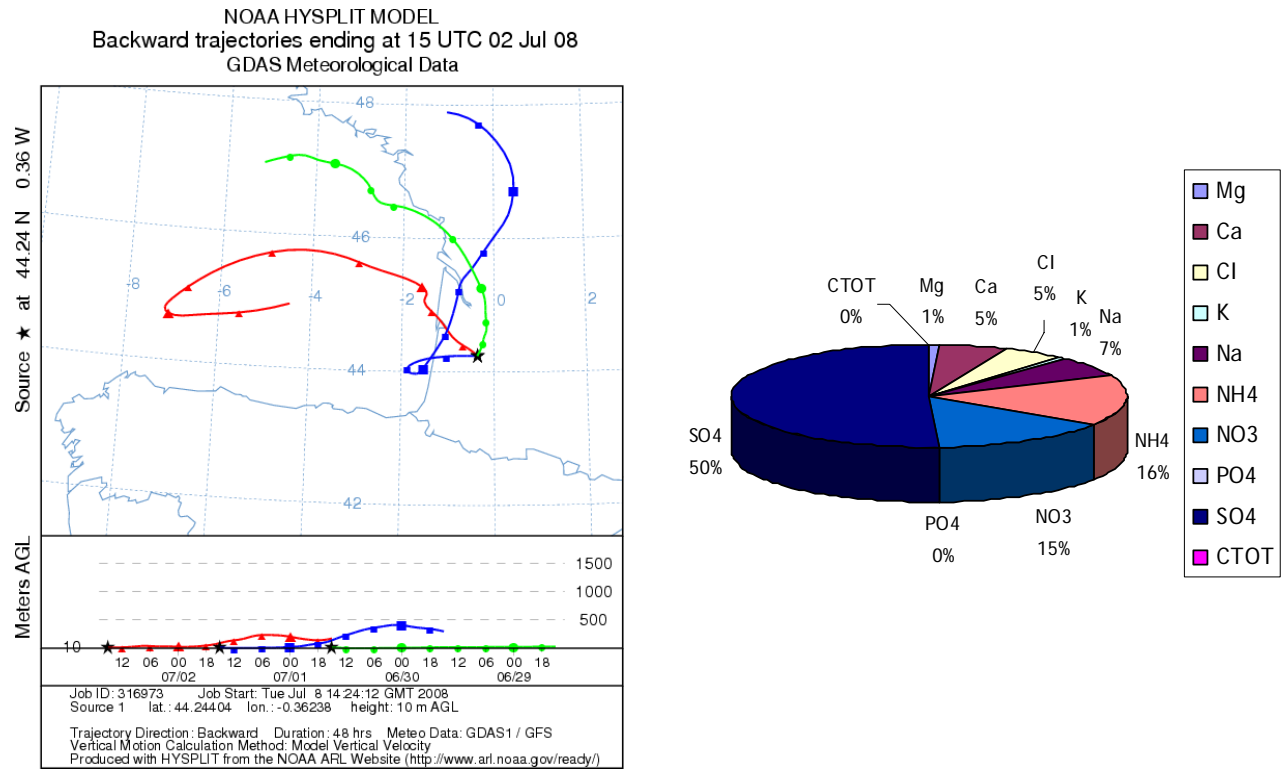 NOAA HYSPLIT MODEL
Backward trajectories ending at 15 UTC 02 Jul 08
GDAS Meteorological Data
Source ★ at 44.24 N 0.36 W
48
46
-8
-6
-4
-2
0
2
44
42
Meters AGL
1500
1000
500
10
12 06 00 18 12 06 00 18 12 06 00 18 12 06 00 18
07/02 07/01 06/30 06/29
Job ID: 316973 Job Start: Tue Jul 8 14:24:12 GMT 2008
Source 1 lat.: 44.24404 lon.: -0.36238 height: 10 m AGL
Trajectory Direction: Backward Duration: 48 hrs Meteo Data: GDAS1 / GFS
Vertical Motion Calculation Method: Model Vertical Velocity
Produced with HYSPLIT from the NOAA ARL Website (http://www.arl.noaa.gov/ready/)
CTOT
0%
Mg
1%
Ca
5%
Cl
5%
K
1%
Na
7%
NH4
16%
NO3
15%
PO4
0%
SO4
50%
Mg
Ca
Cl
K
Na
NH4
NO3
PO4
SO4
CTOT